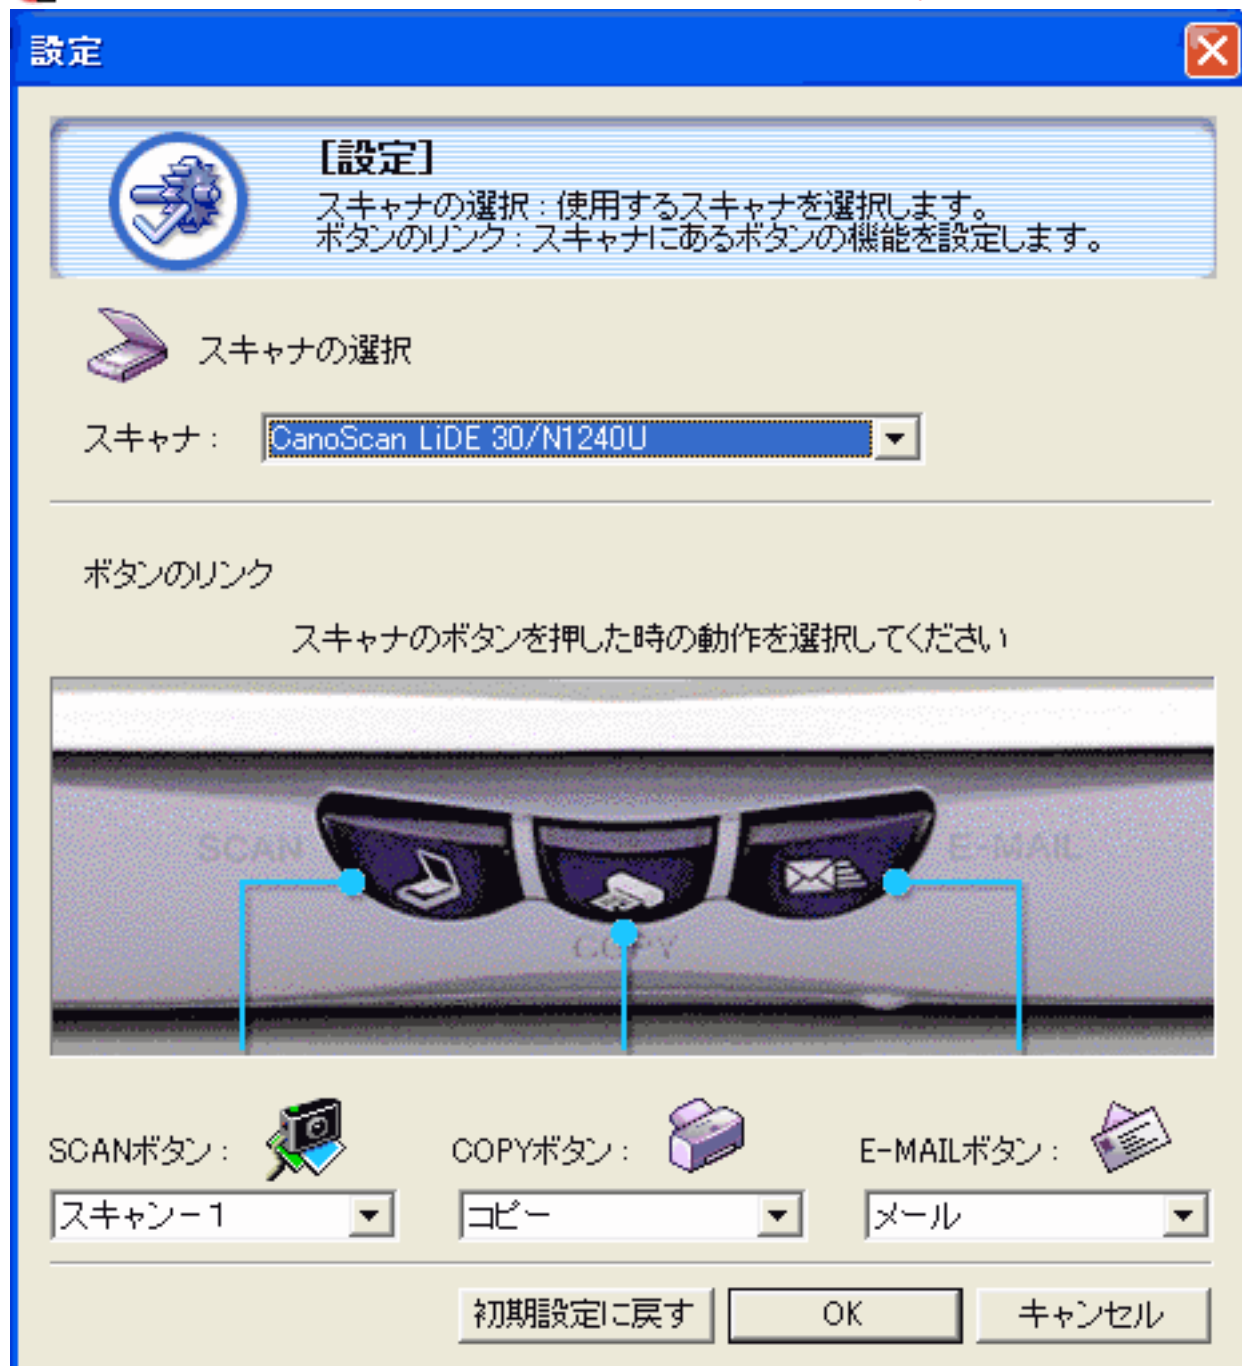 設定
[設定]
スキャナの選択：使用するスキャナを選択します。
ボタンのリンク：スキャナにあるボタンの機能を設定します。
スキャナの選択
スキャナ： CanoScan LiDE 30/N1240U
ボタンのリンク
スキャナのボタンを押した時の動作を選択してください
SCAN
E-MAIL
COPY
SCANボタン： COPYボタン： E-MAILボタン：
スキャン－1 コピー メール
初期設定に戻す OK キャンセル